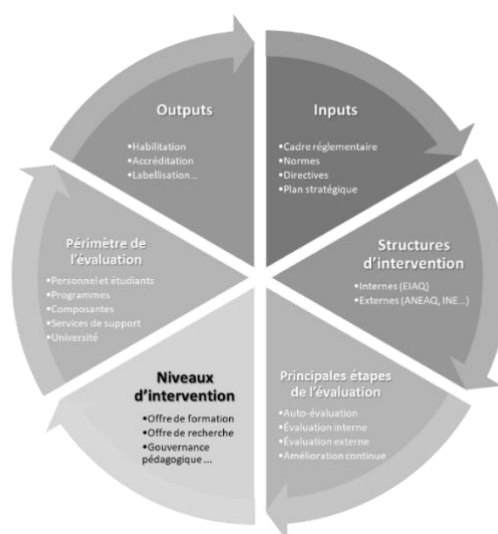 Outputs
•Habilitation
•Accréditation
•Labellisation...
Inputs
•Cadre réglementaire
•Normes
•Directives
•Plan stratégique
Structures
d'intervention
•Internes (EIAQ)
•Externes (ANEAQ, INE...)
Principales étapes
de l'évaluation
•Auto-évaluation
•Évaluation interne
•Évaluation externe
•Amélioration continue
Niveaux
d'intervention
•Offre de formation
•Offre de recherche
•Gouvernance
pédagogique ...
Périmètre de
l'évaluation
•Personnel et étudiants
•Programmes
•Composantes
•Services de support
•Université